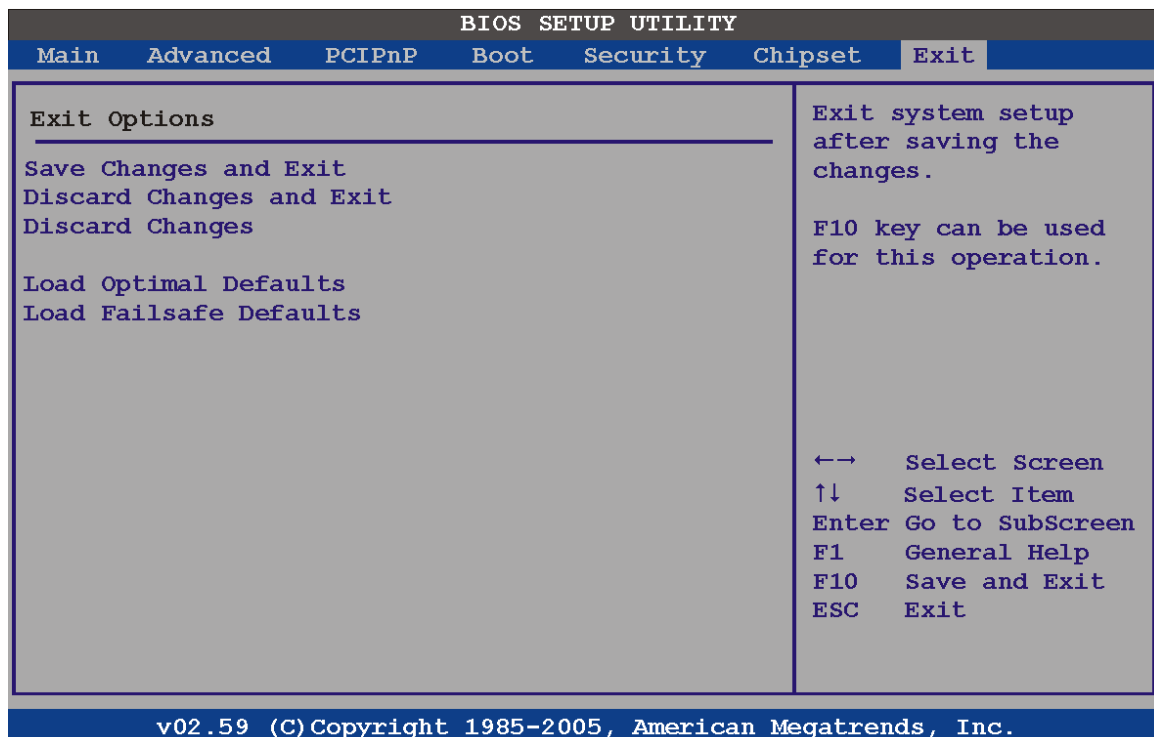 BIOS SETUP UTILITY
Main Advanced PCIPnP Boot Security Chipset Exit
Exit Options
Save Changes and Exit
Discard Changes and Exit
Discard Changes
Load Optimal Defaults
Load Failsafe Defaults
Exit system setup
after saving the
changes.
F10 key can be used
for this operation.
←→ Select Screen
↑↓ Select Item
Enter Go to SubScreen
F1 General Help
F10 Save and Exit
ESC Exit
v02.59 (C)Copyright 1985-2005, American Megatrends, Inc.